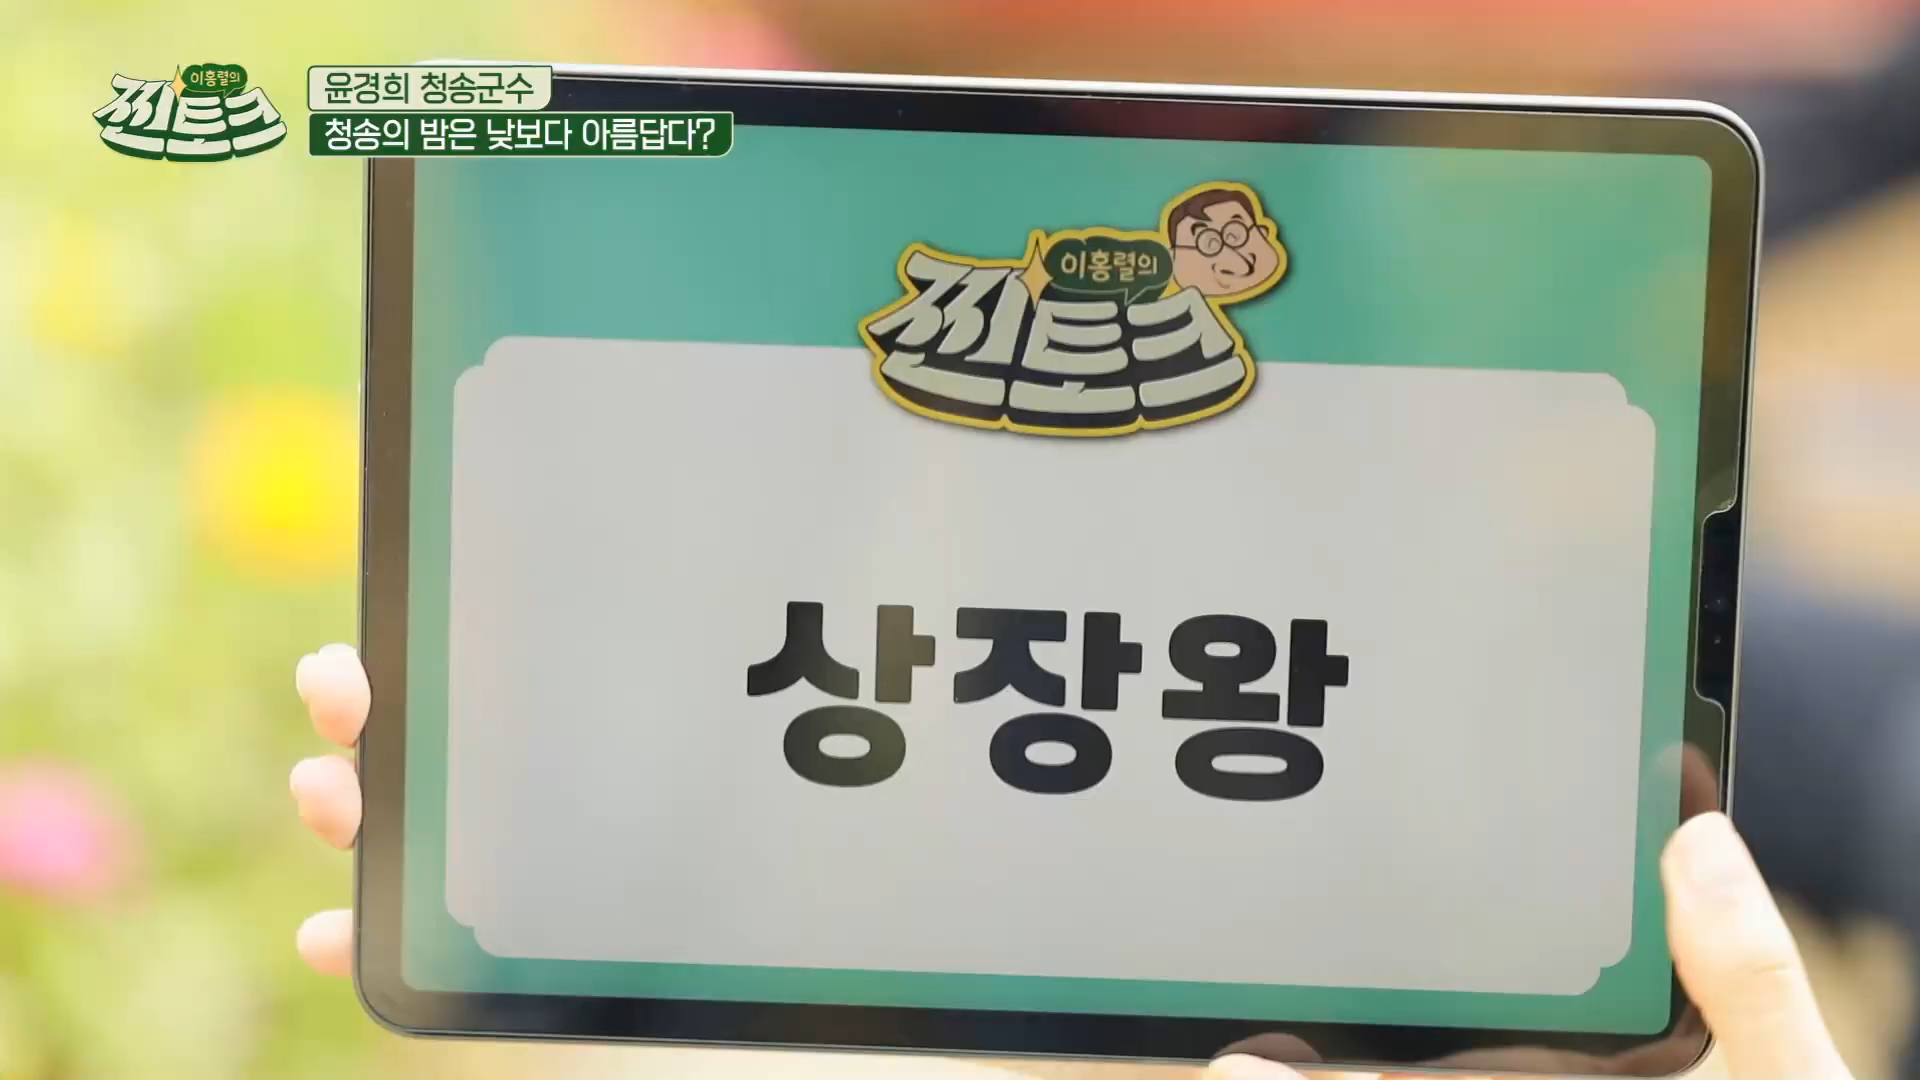 이홍렬의
찐토크
윤경희 청송군수
청송의 밤은 낮보다 아름답다?
이홍렬의
찐토크
상장왕